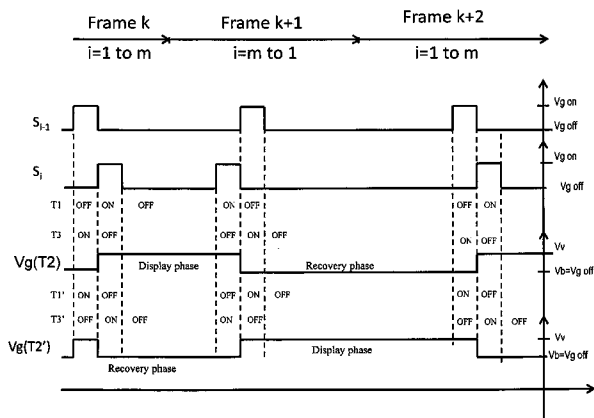 Frame k Frame k+1 Frame k+2
i=1 to m i=m to 1 i=1 to m
Vg on
Si-1
Vg off
Vg on
Si
Vg off
T1 OFF ON OFF ON OFF ON
T3 ON OFF ON OFF OFF ON OFF
Vv
Vg(T2) Display phase Recovery phase
Vb=Vg off
T1' ON OFF OFF ON OFF ON OFF
T3' OFF ON OFF ON OFF OFF ON OFF
Vv
Vg(T2') Display phase
Vb=Vg off
Recovery phase